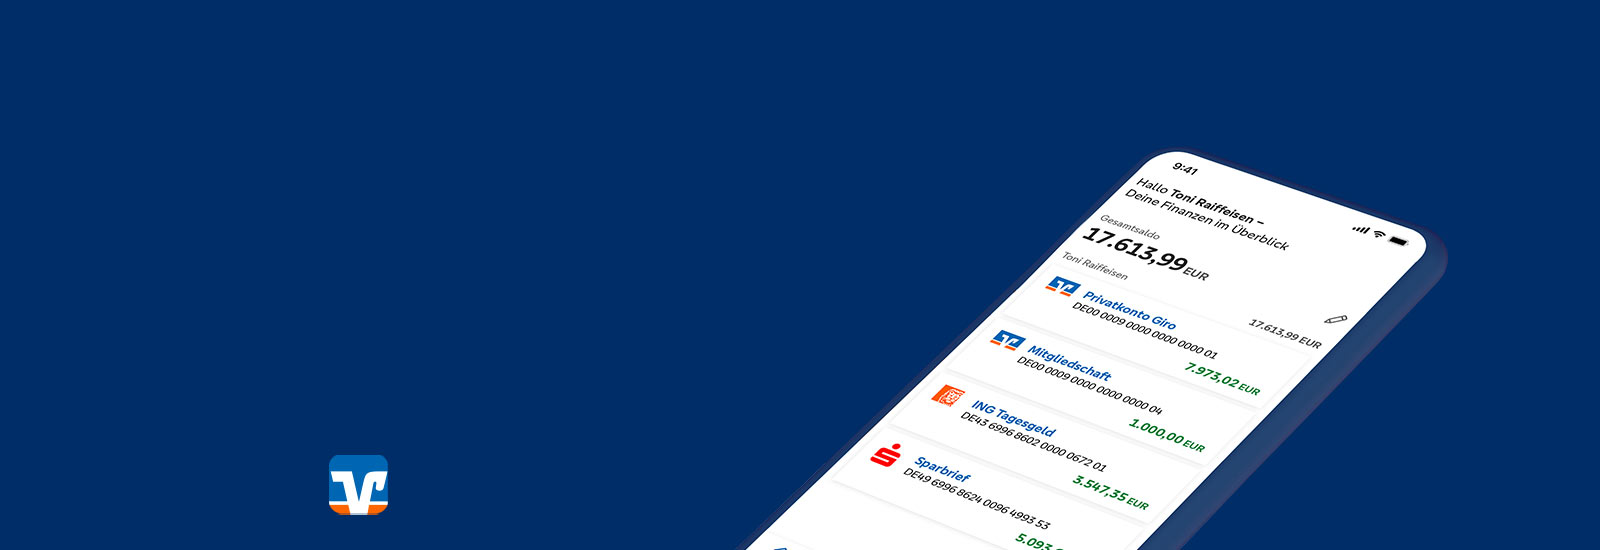 9:41
Hallo Toni Raiffeisen –
Deine Finanzen im Überblick
Gesamtsaldo
17.613,99 EUR
Toni Raiffeisen
17.613,99 EUR
Privatkonto Giro
DE00 0009 0000 0000 0000 01
7.973,02 EUR
Mitgliedschaft
DE00 0009 0000 0000 0000 04
1.000,00 EUR
ING Tagesgeld
DE43 6996 8602 0000 0672 01
3.547,35 EUR
Sparbrief
DE49 6996 8624 0096 4993 53
5.093